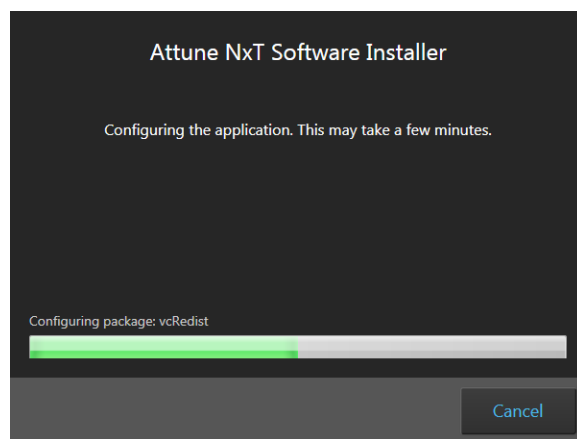 Attune NxT Software Installer
Configuring the application. This may take a few minutes.
Configuring package: vcRedist
Cancel